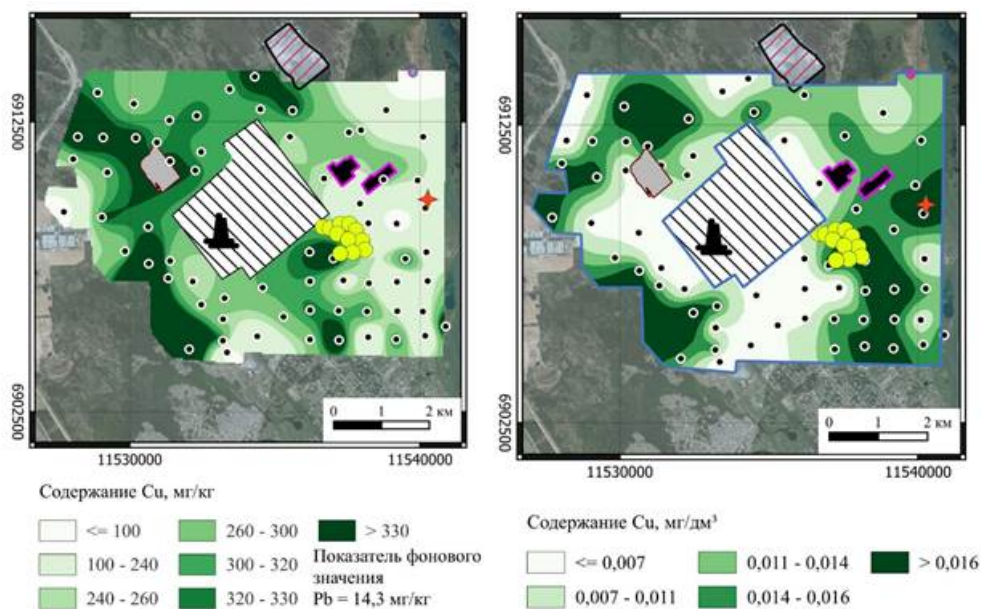 6911500
6902500
0 1 2 км
11530000 11540000
Содержание Cu, мг/кг
<= 100
100 - 240
240 - 260
260 - 300
300 - 320
320 - 330
> 330
Показатель фонового
значения
Pb = 14,3 мг/кг
6912500
6902500
0 1 2 км
11530000 11540000
Содержание Cu, мг/дм³
<= 0,007
0,007 - 0,011
0,011 - 0,014
0,014 - 0,016
> 0,016